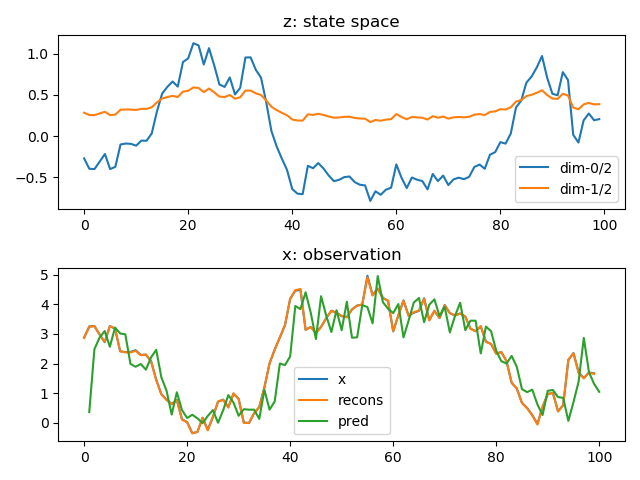 z: state space
1.0
0.5
0.0
−0.5
dim-0/2
dim-1/2
0 20 40 60 80 100
x: observation
5
4
3
2
1
0
x
recons
pred
0 20 40 60 80 100